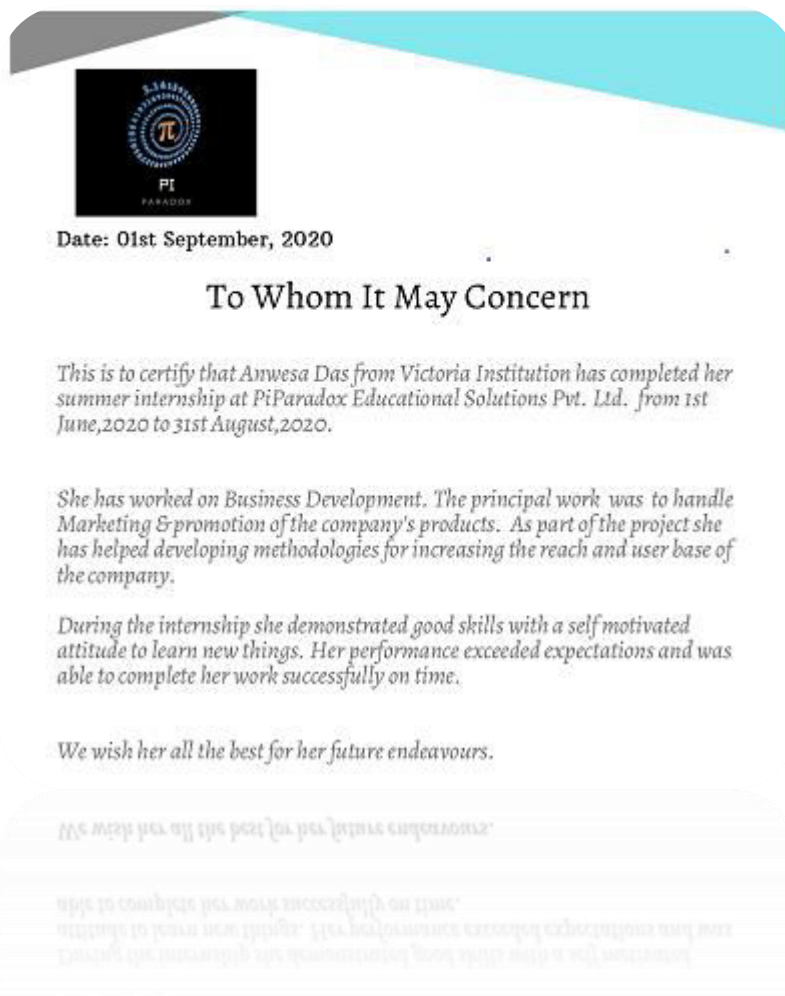 π
PI
PARADOX
Date: 01st September, 2020
To Whom It May Concern
This is to certify that Anwesa Das from Victoria Institution has completed her
summer internship at PiParadox Educational Solutions Pvt. Ltd. from 1st
June,2020 to 31st August,2020.
She has worked on Business Development. The principal work was to handle
Marketing & promotion of the company's products. As part of the project she
has helped developing methodologies for increasing the reach and user base of
the company.
During the internship she demonstrated good skills with a self motivated
attitude to learn new things. Her performance exceeded expectations and was
able to complete her work successfully on time.
We wish her all the best for her future endeavours.